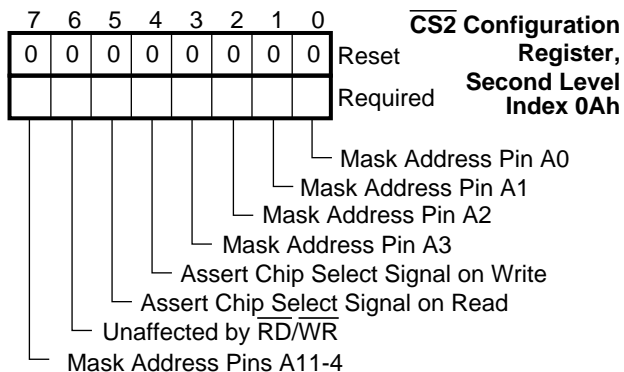 7 6 5 4 3 2 1 0
CS2 Configuration
Register,
Second Level
Index 0Ah
0 0 0 0 0 0 0 0 Reset
Required
Mask Address Pin A0
Mask Address Pin A1
Mask Address Pin A2
Mask Address Pin A3
Assert Chip Select Signal on Write
Assert Chip Select Signal on Read
Unaffected by RD/WR
Mask Address Pins A11-4